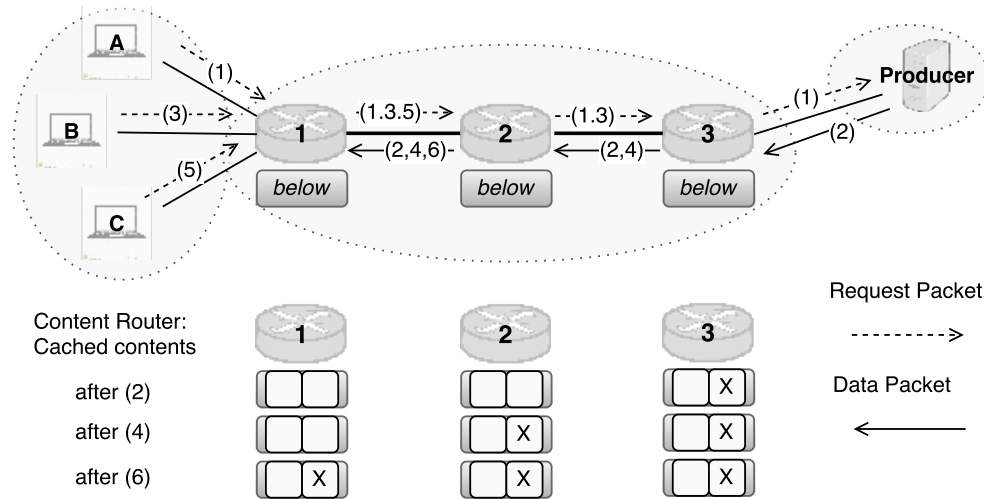 A
(1)
Producer
B
(3)
1
(1.3.5)
2
(1.3)
3
(1)
(2)
(2,4,6)
(2,4)
(5)
below
below
below
C
Request Packet
Content Router:
Cached contents
1
2
3
Data Packet
after (2)
X
after (4)
X
X
after (6)
X
X
X